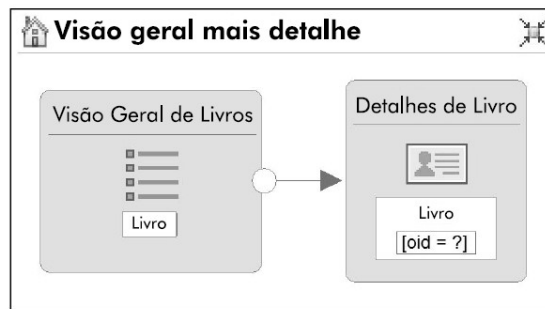 Visão geral mais detalhe
Visão Geral de Livros
Livro
Detalhes de Livro
Livro
[oid = ?]